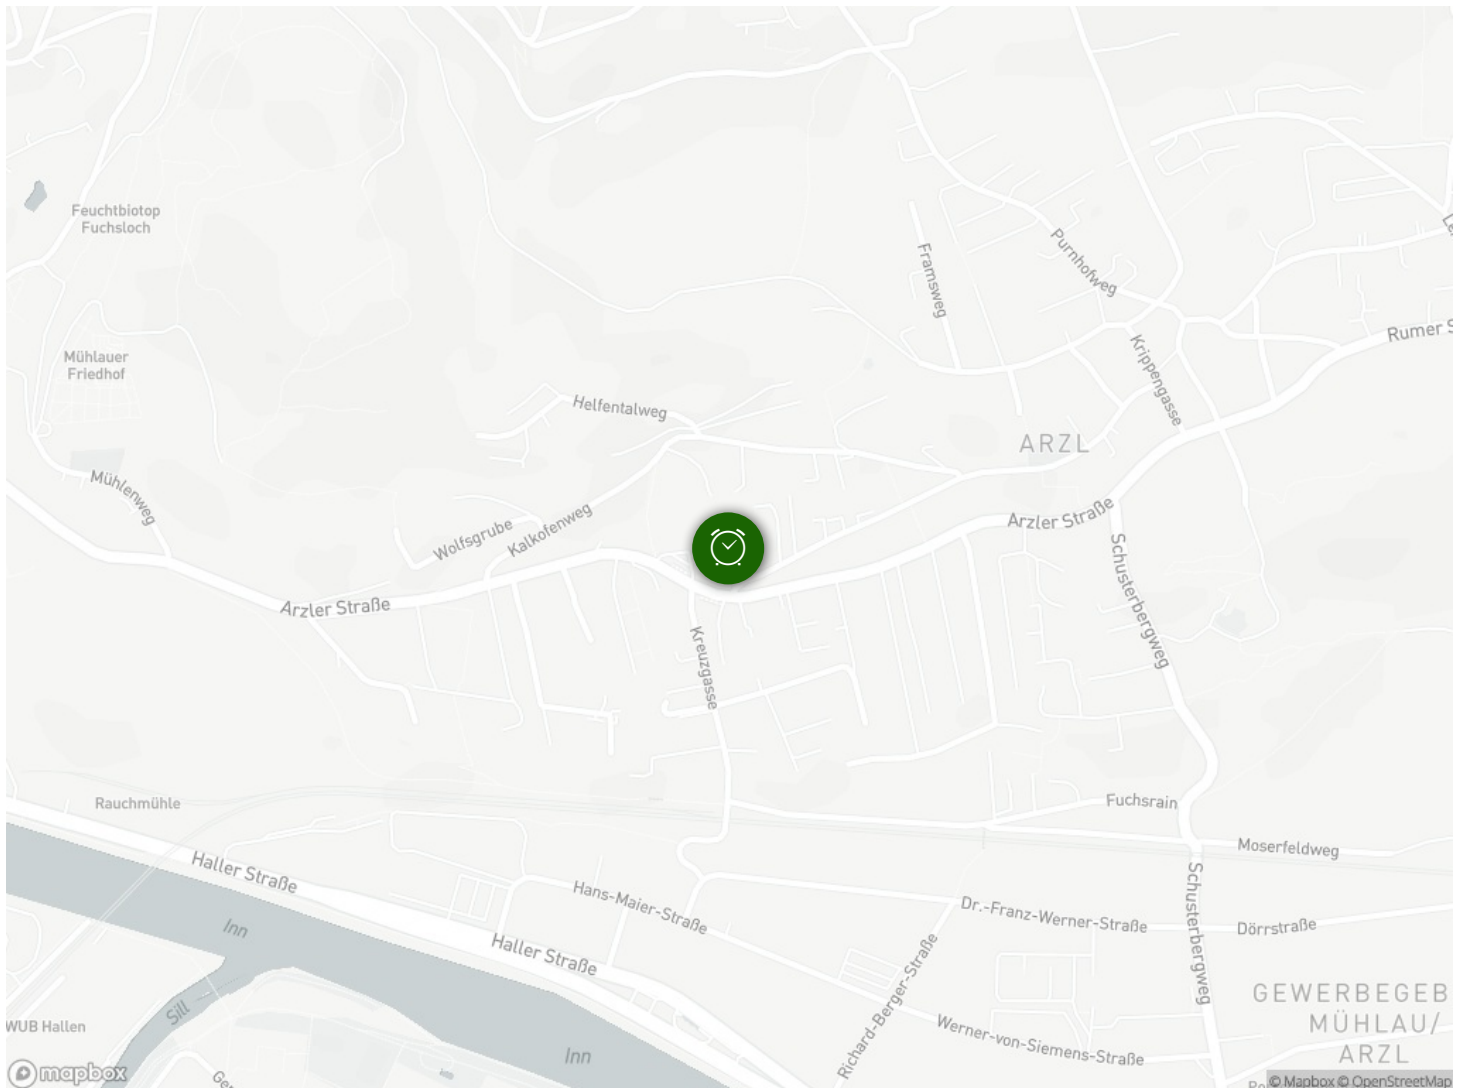 Feuchtbiotop
Fuchsloch
Framsweg
Purnhofweg
Mühlauer
Friedhof
Rumer S
Krippengasse
Helfentalweg
ARZL
Mühlenweg
Wolfsgrube
Kalkofenweg
Arzler Straße
Arzler Straße
Schusterbergweg
Kreuzgasse
Rauchmühle
Fuchsrain
Moserfeldweg
Haller Straße
Hans-Maier-Straße
Dr.-Franz-Werner-Straße
Dörrstraße
Schusterbergweg
Inn
Haller Straße
Richard-Berger-Straße
Sill
WUB Hallen
Werner-von-Siemens-Straße
GEWERBEGEB
MÜHLAU/
ARZL
Inn
mapbox
© Mapbox © OpenStreetMap